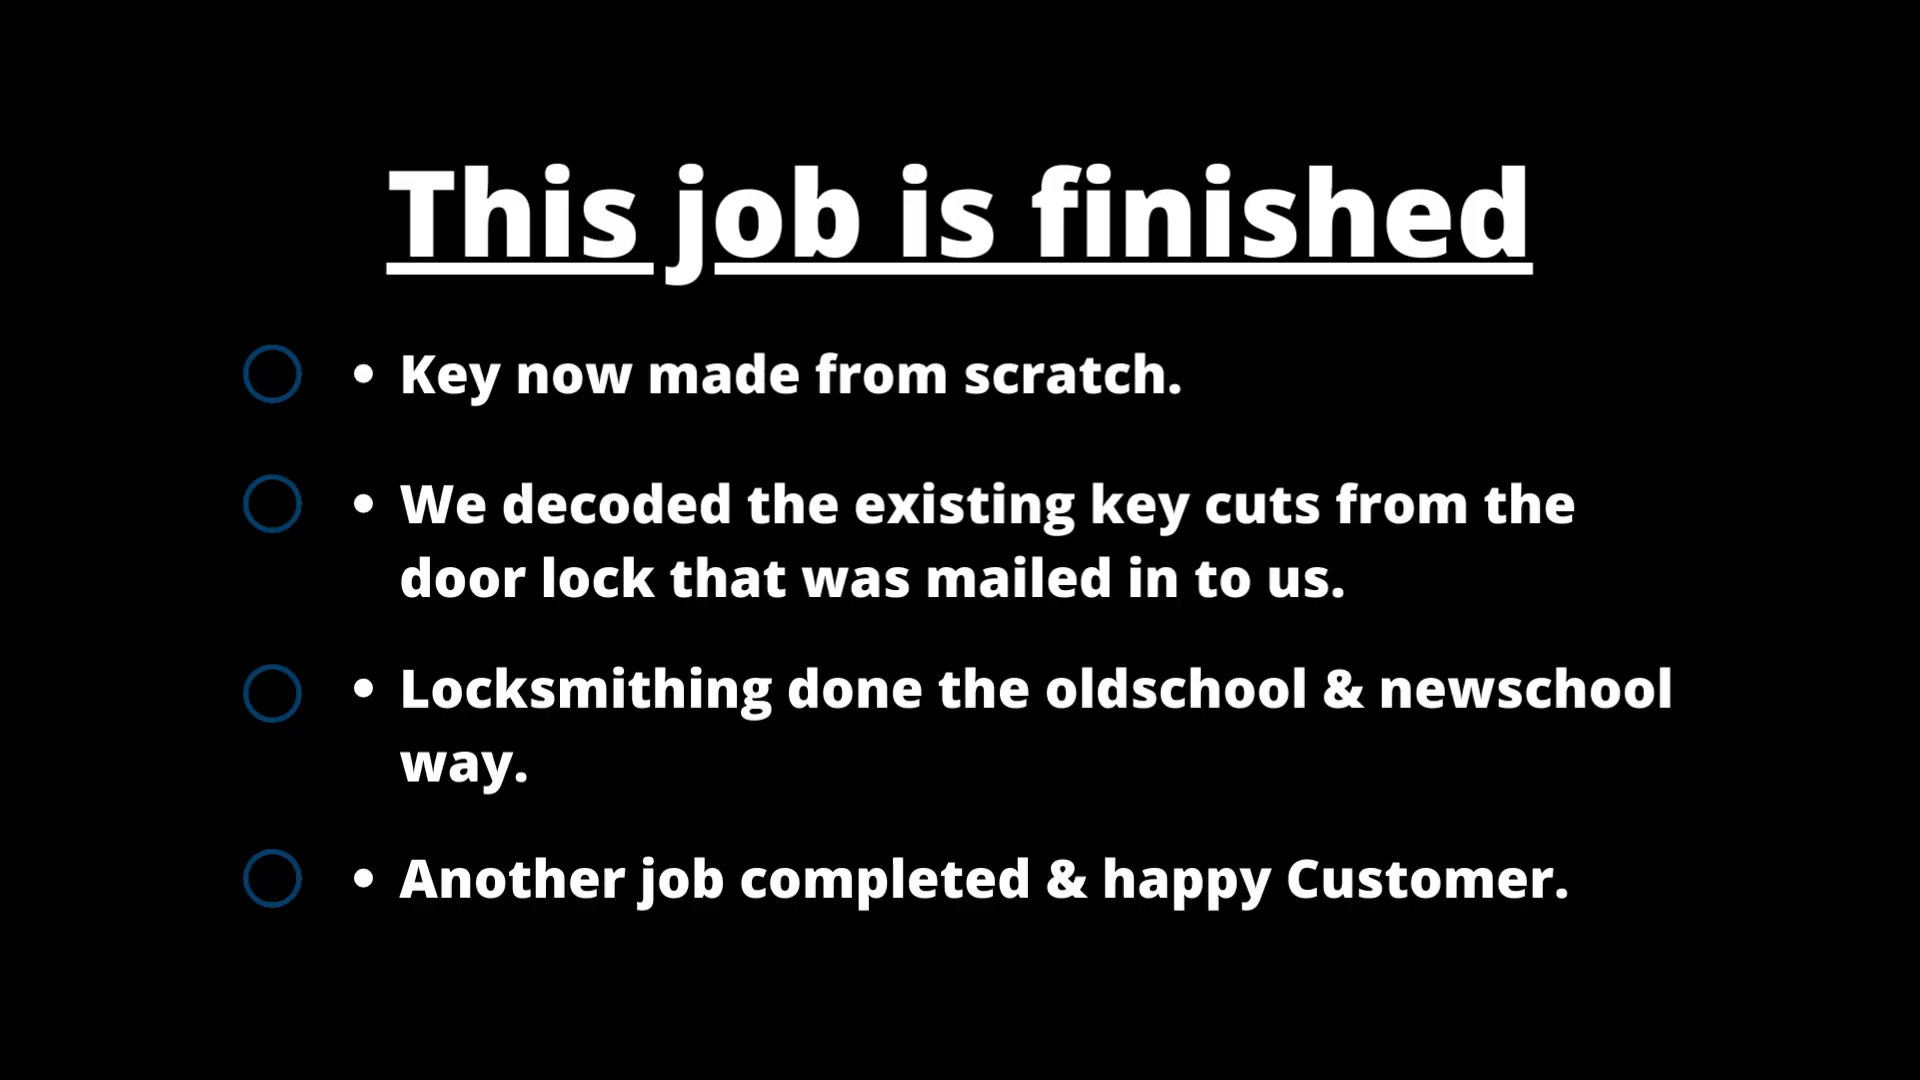 This job is finished
• Key now made from scratch.
• We decoded the existing key cuts from the
door lock that was mailed in to us.
• Locksmithing done the oldschool & newschool
way.
• Another job completed & happy Customer.